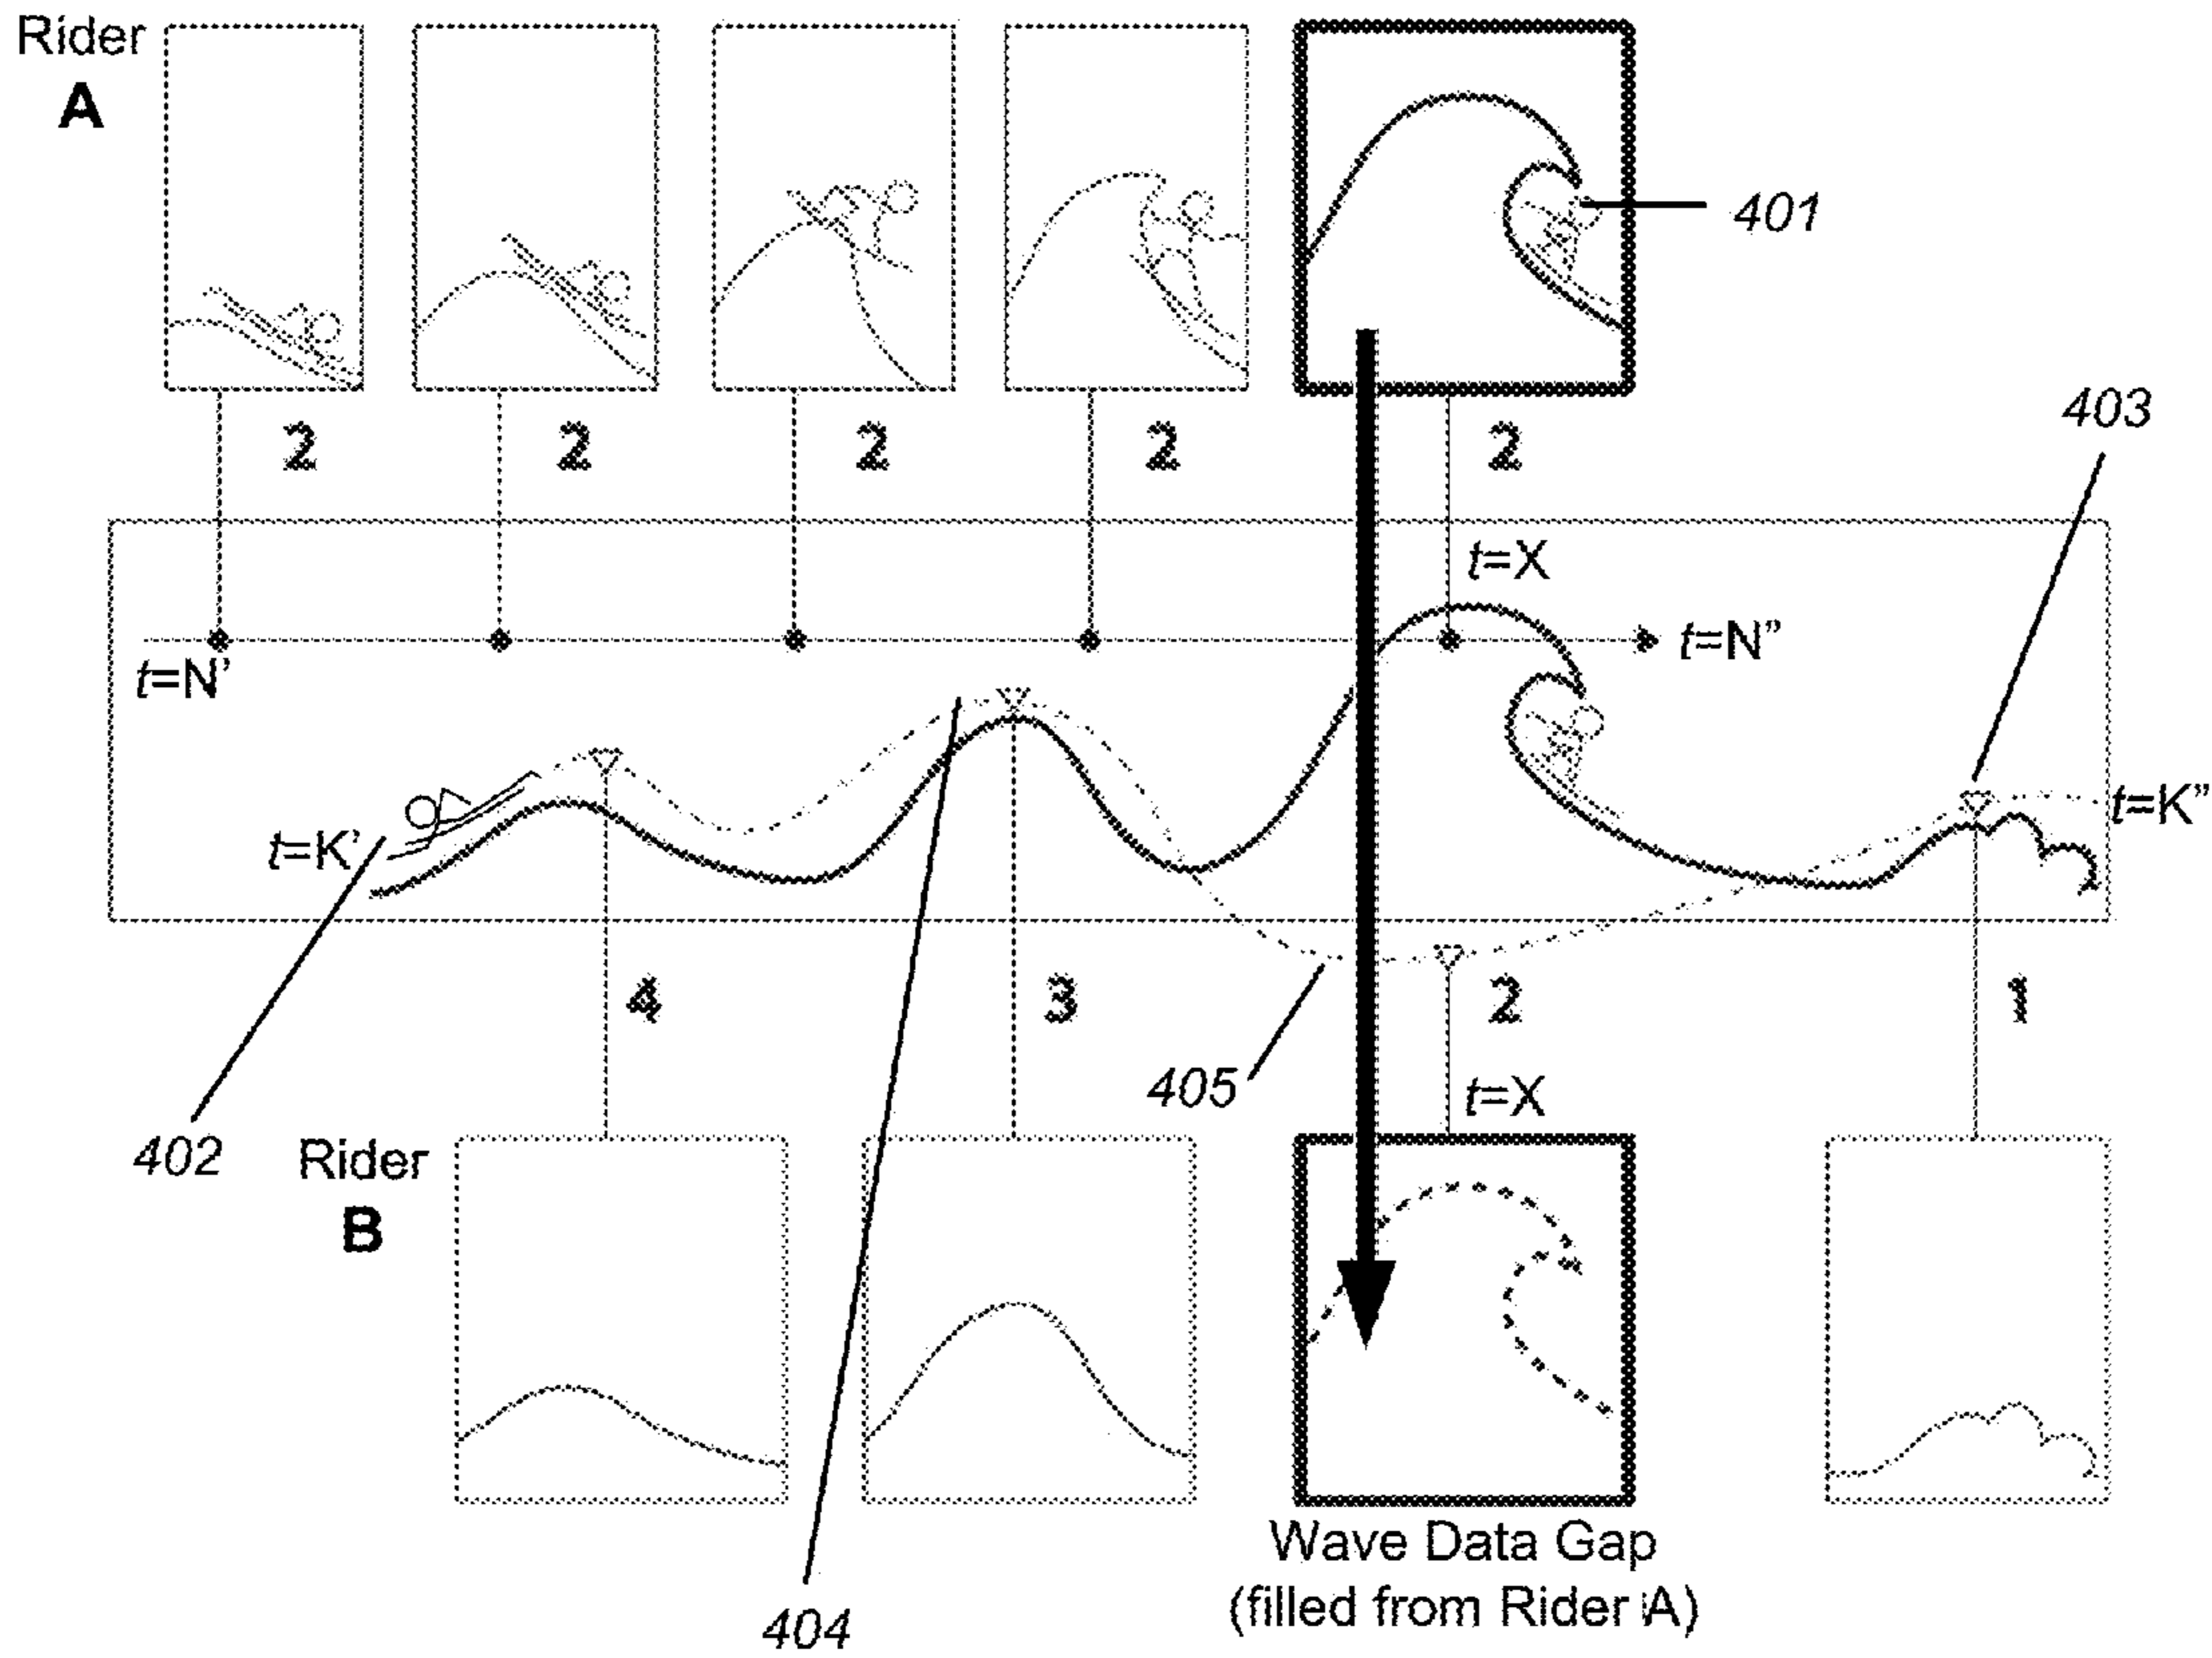 Rider
A
401
2 2 2 2 2
403
t=X
t=N' t=N”
t=K' t=K”
4 3 2 1
405 t=X
402 Rider
B
Wave Data Gap
(filled from Rider A)
404